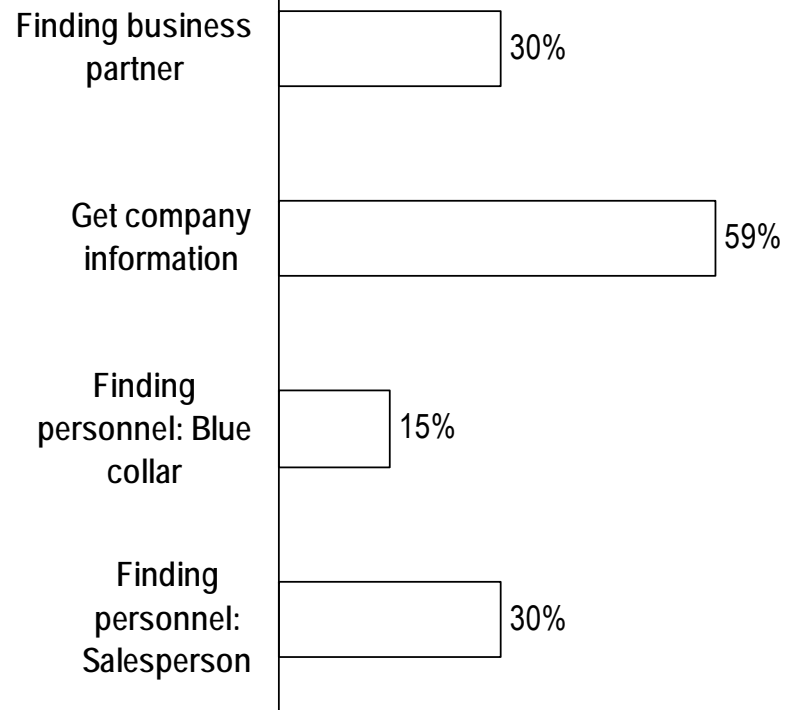 Finding business
partner
30%
Get company
information
59%
Finding
personnel: Blue
collar
15%
Finding
personnel:
Salesperson
30%